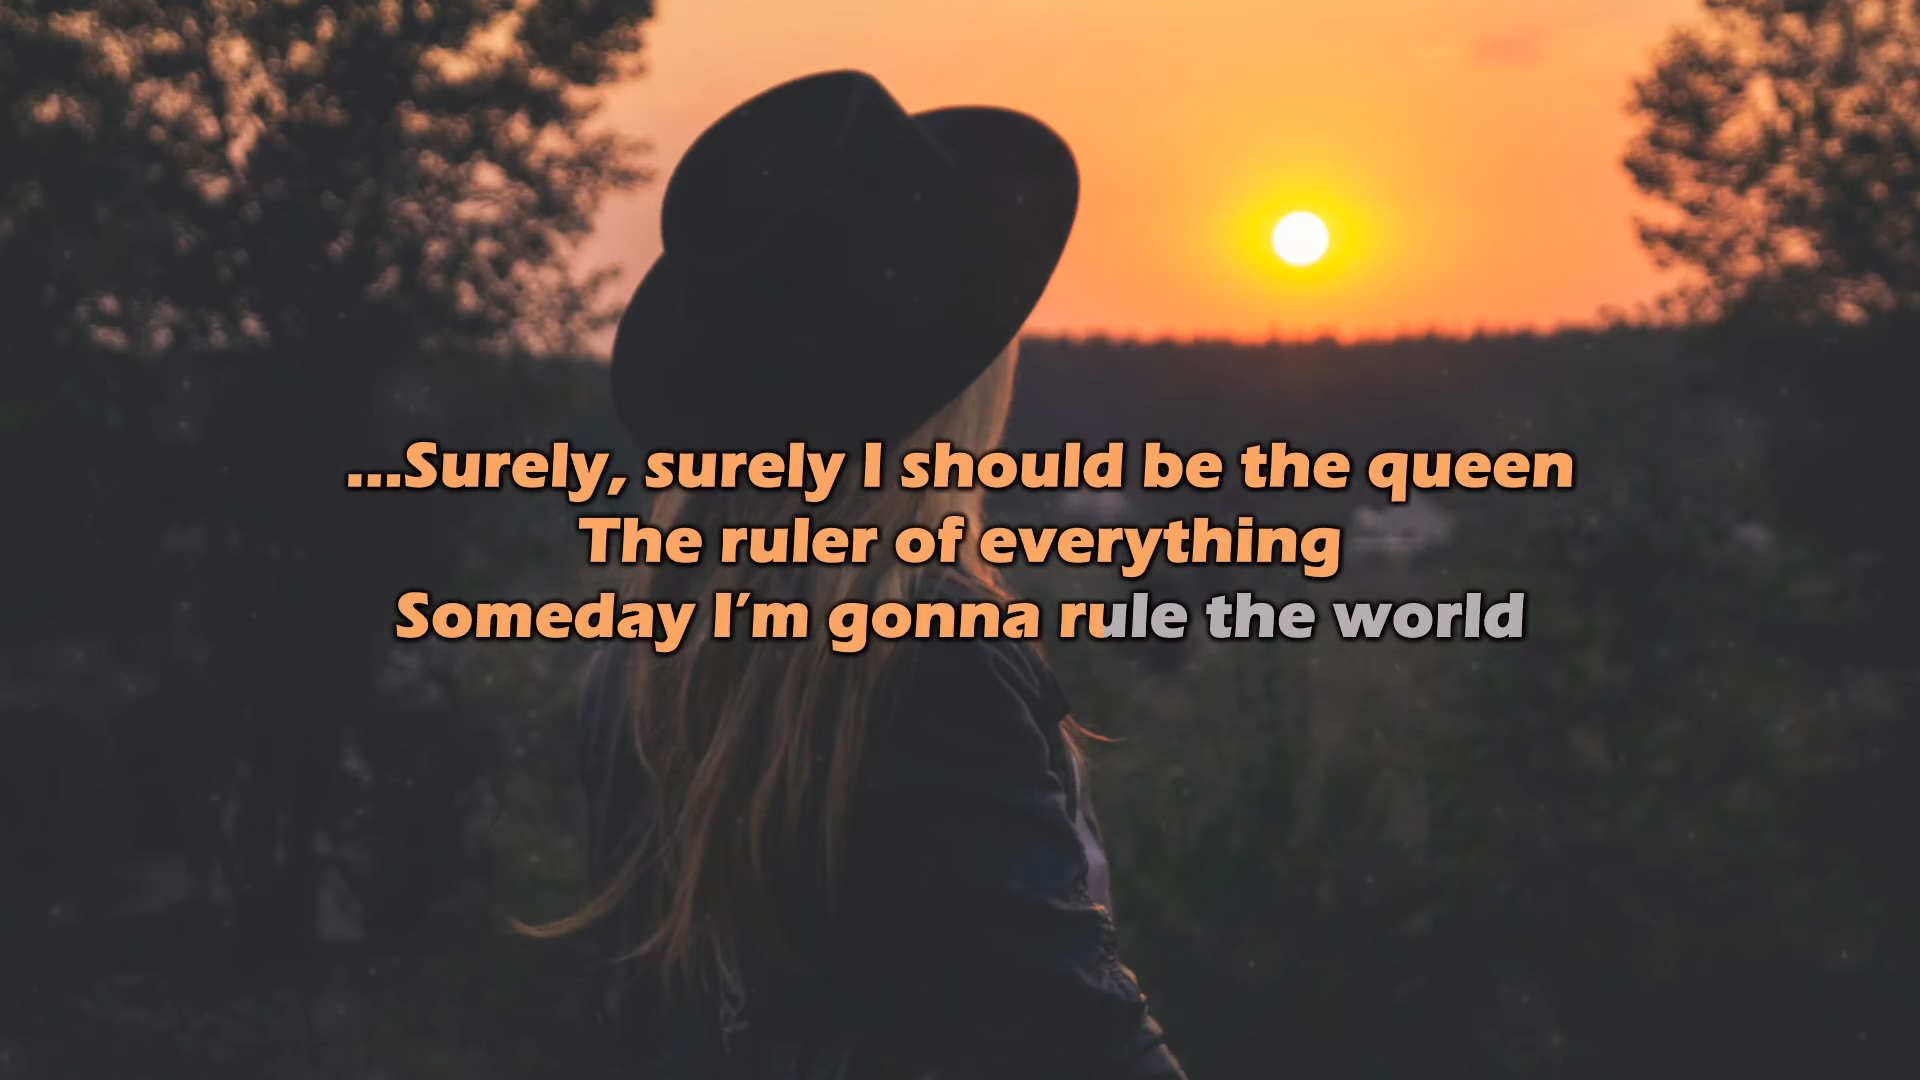 ...Surely, surely I should be the queen
The ruler of everything
Someday I'm gonna rule the world